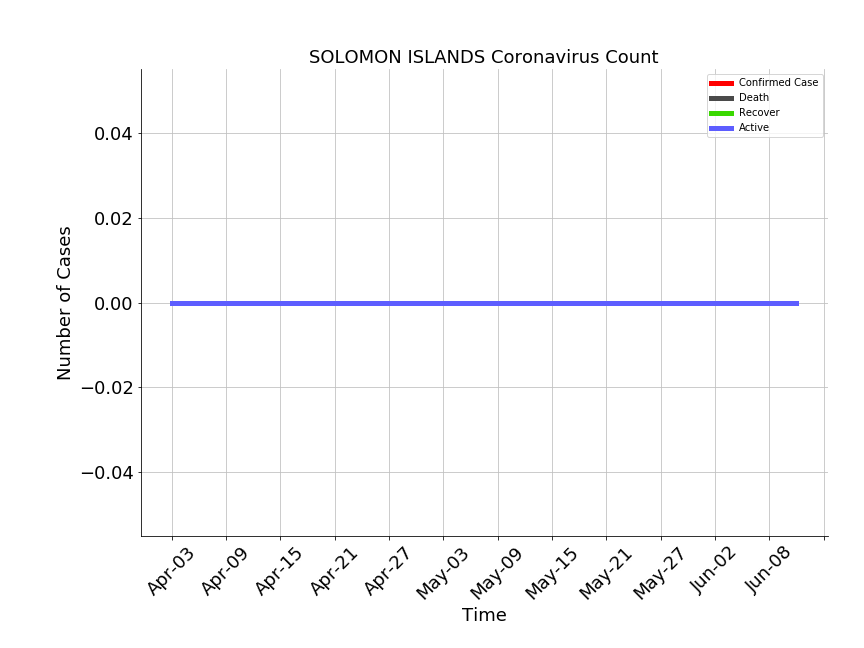 SOLOMON ISLANDS Coronavirus Count
Confirmed Case
Death
Recover
Active
0.04
0.02
0.00
−0.02
−0.04
Number of Cases
Apr-03
Apr-09
Apr-15
Apr-21
Apr-27
May-03
May-09
May-15
May-21
May-27
Jun-02
Jun-08
Time